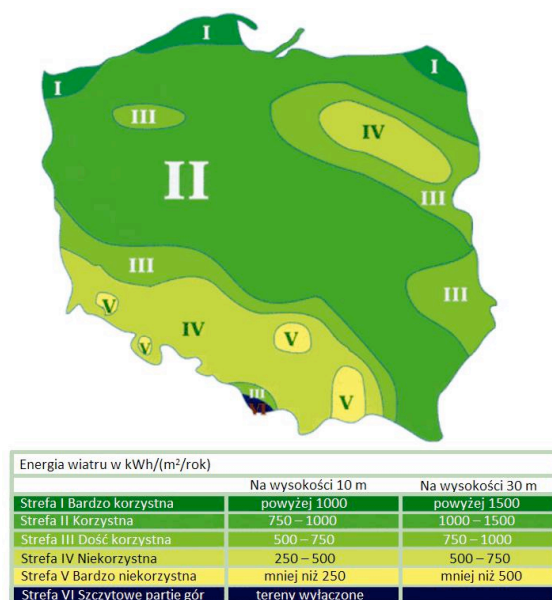 I
I
I
III
IV
II
III
III
III
IV
V
V
V
V
III
VI
Energia wiatru w kWh/(m²/rok)
Na wysokości 10 m Na wysokości 30 m
Strefa I Bardzo korzystna powyżej 1000 powyżej 1500
Strefa II Korzystna 750 – 1000 1000 – 1500
Strefa III Dość korzystna 500 – 750 750 – 1000
Strefa IV Niekorzystna 250 – 500 500 – 750
Strefa V Bardzo niekorzystna mniej niż 250 mniej niż 500
Strefa VI Szczytowe partie gór tereny wyłączone